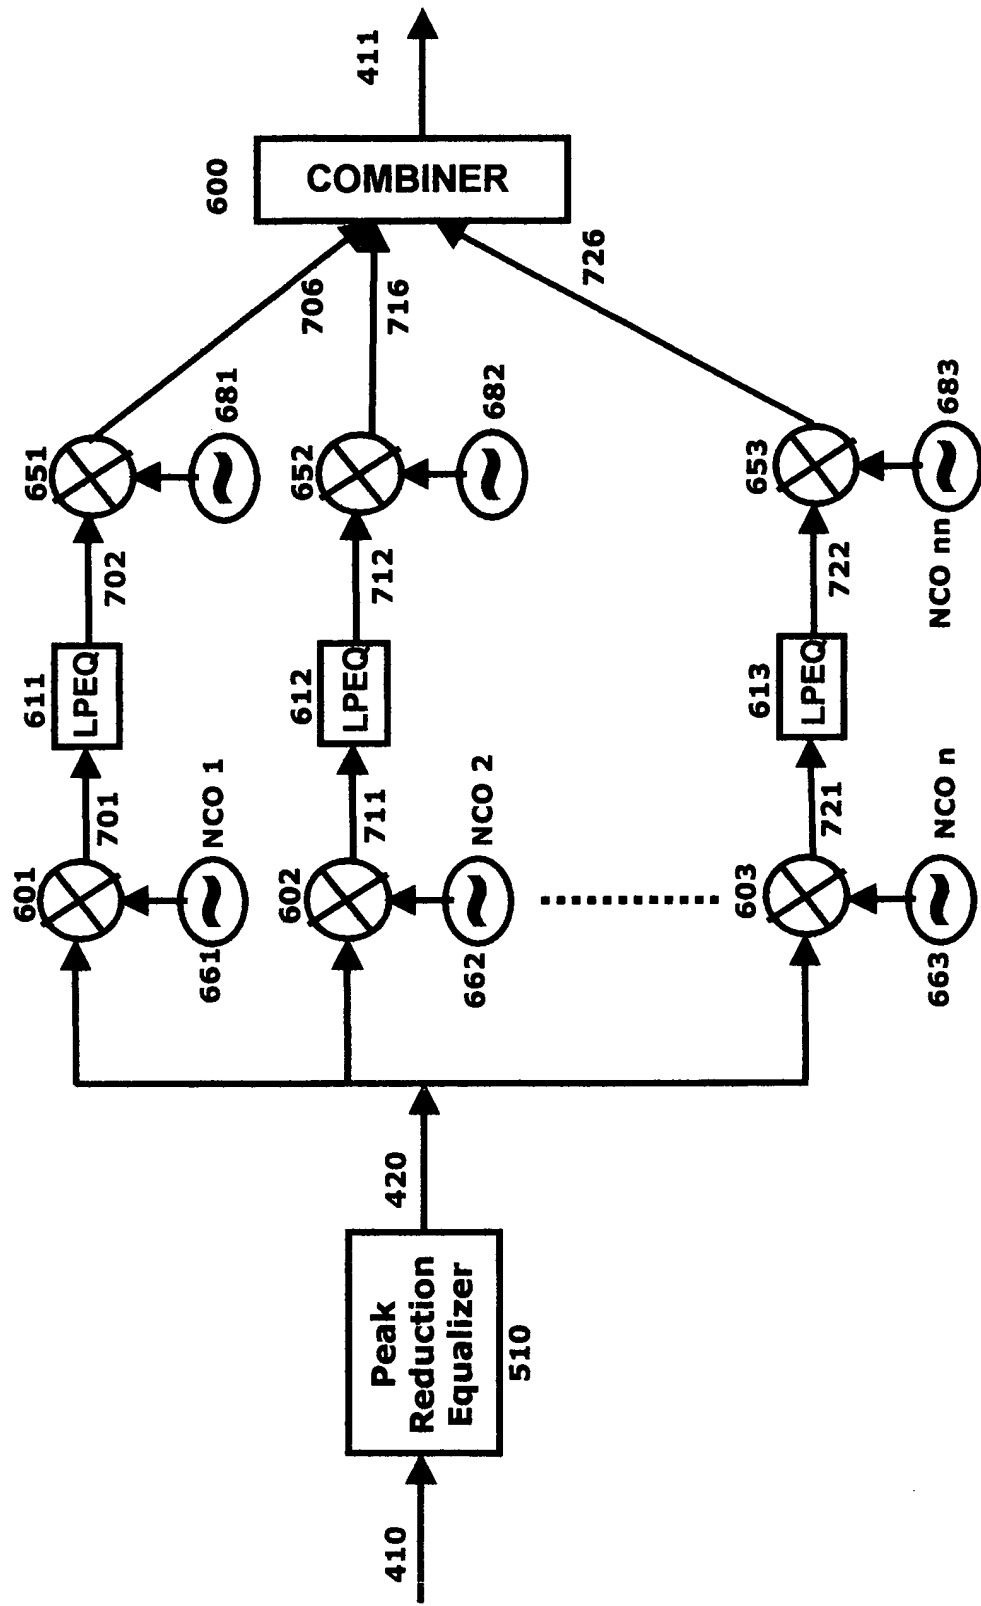 410
Peak
Reduction
Equalizer
510
420
601
661
NCO 1
701
611
LPEQ
702
651
681
706
602
662
NCO 2
711
612
LPEQ
712
652
682
716
603
663
NCO n
721
613
LPEQ
722
653
NCO nn
683
726
600
COMBINER
411